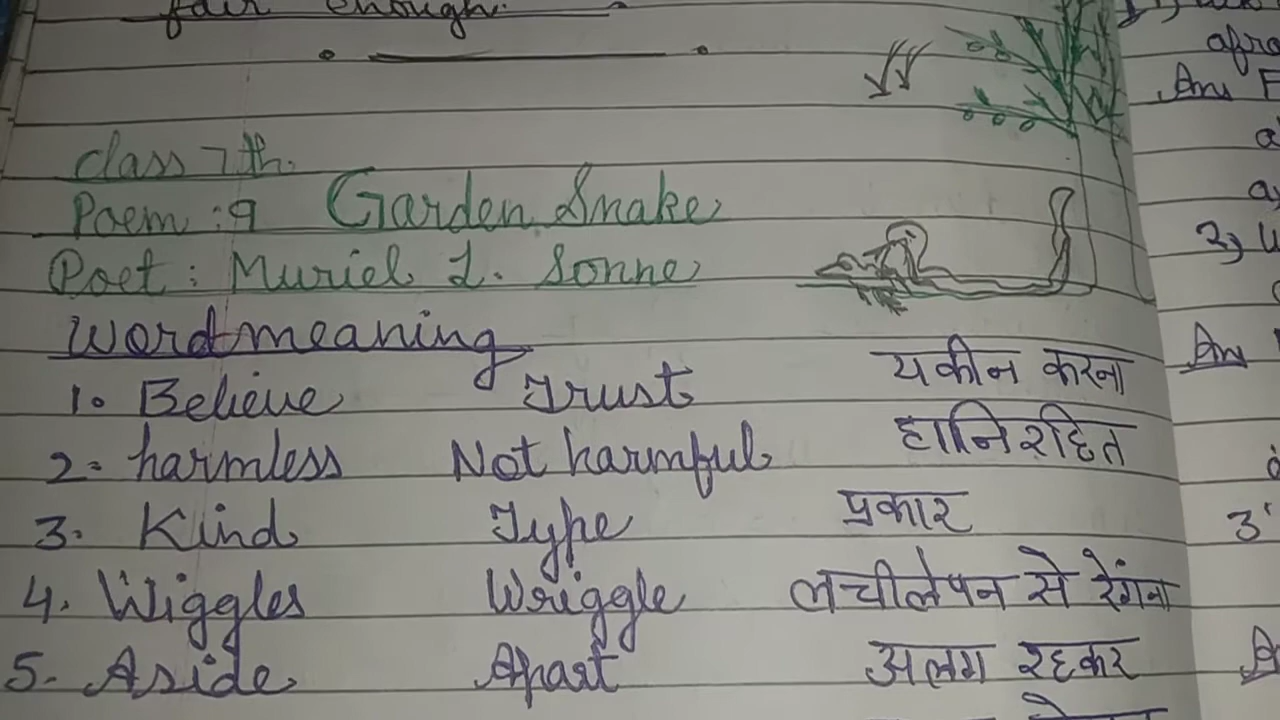 fair enough.
class 7th.
Poem :9 Garden Snake
Poet : Muriel L. Sonne
Word meaning
1. Believe Trust यकीन करना
2. harmless Not harmful हानिरहित
3. Kind Type प्रकार
4. Wiggles Wriggle लचीलेपन से रेंगना
5. Aside Apart अलग रहकर
Ans
2)
Ans
3